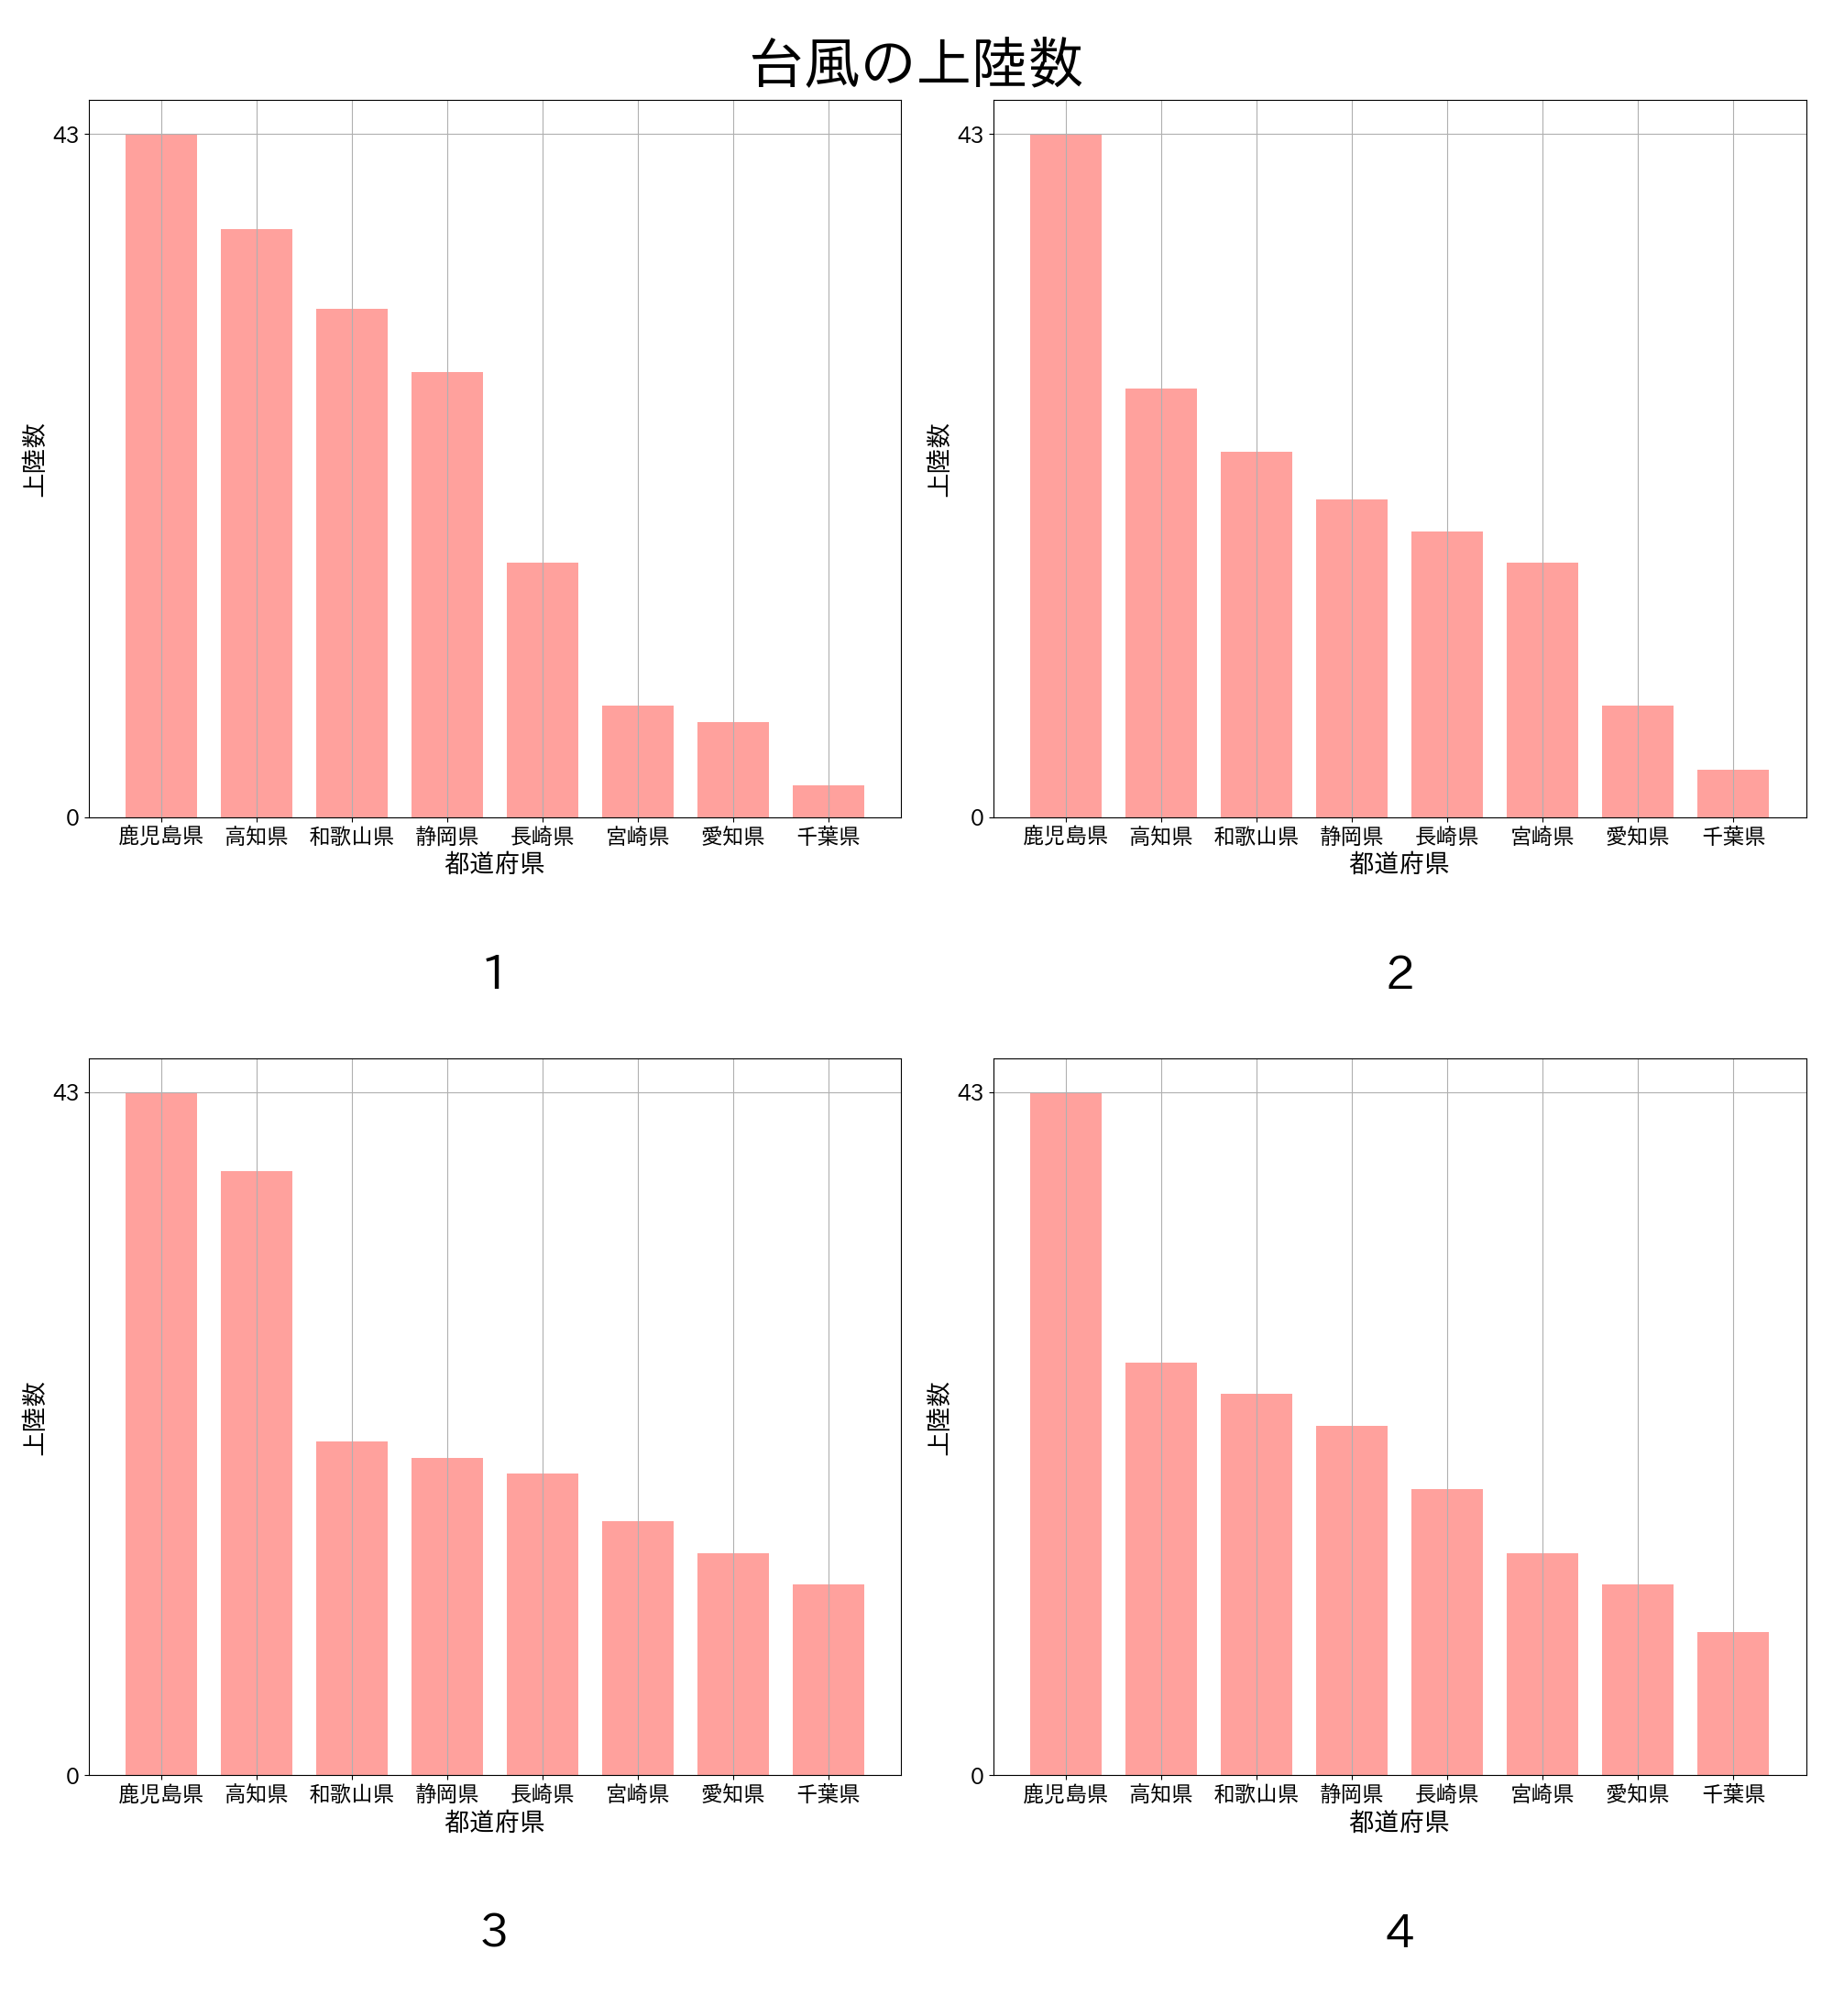 台風の上陸数
43
0
上陸数
鹿児島県 高知県 和歌山県 静岡県 長崎県 宮崎県 愛知県 千葉県
都道府県
1
43
0
上陸数
鹿児島県 高知県 和歌山県 静岡県 長崎県 宮崎県 愛知県 千葉県
都道府県
2
43
0
上陸数
鹿児島県 高知県 和歌山県 静岡県 長崎県 宮崎県 愛知県 千葉県
都道府県
3
43
0
上陸数
鹿児島県 高知県 和歌山県 静岡県 長崎県 宮崎県 愛知県 千葉県
都道府県
4